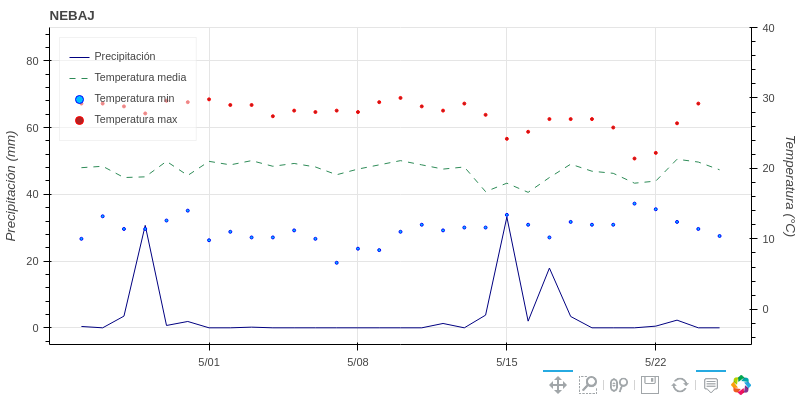 NEBAJ
Precipitación
Temperatura media
Temperatura min
Temperatura max
Precipitación (mm)
80
60
40
20
0
Temperatura (°C)
40
30
20
10
0
5/01
5/08
5/15
5/22